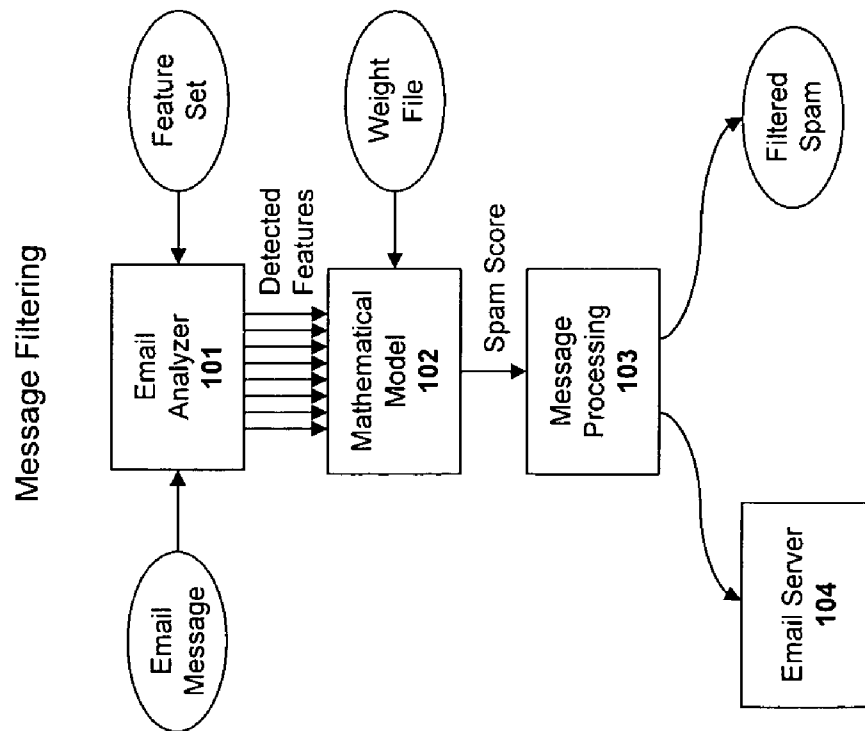 Message Filtering
Email
Message
Email
Analyzer
101
Feature
Set
Detected
Features
Mathematical
Model
102
Weight
File
Spam Score
Message
Processing
103
Email Server
104
Filtered
Spam